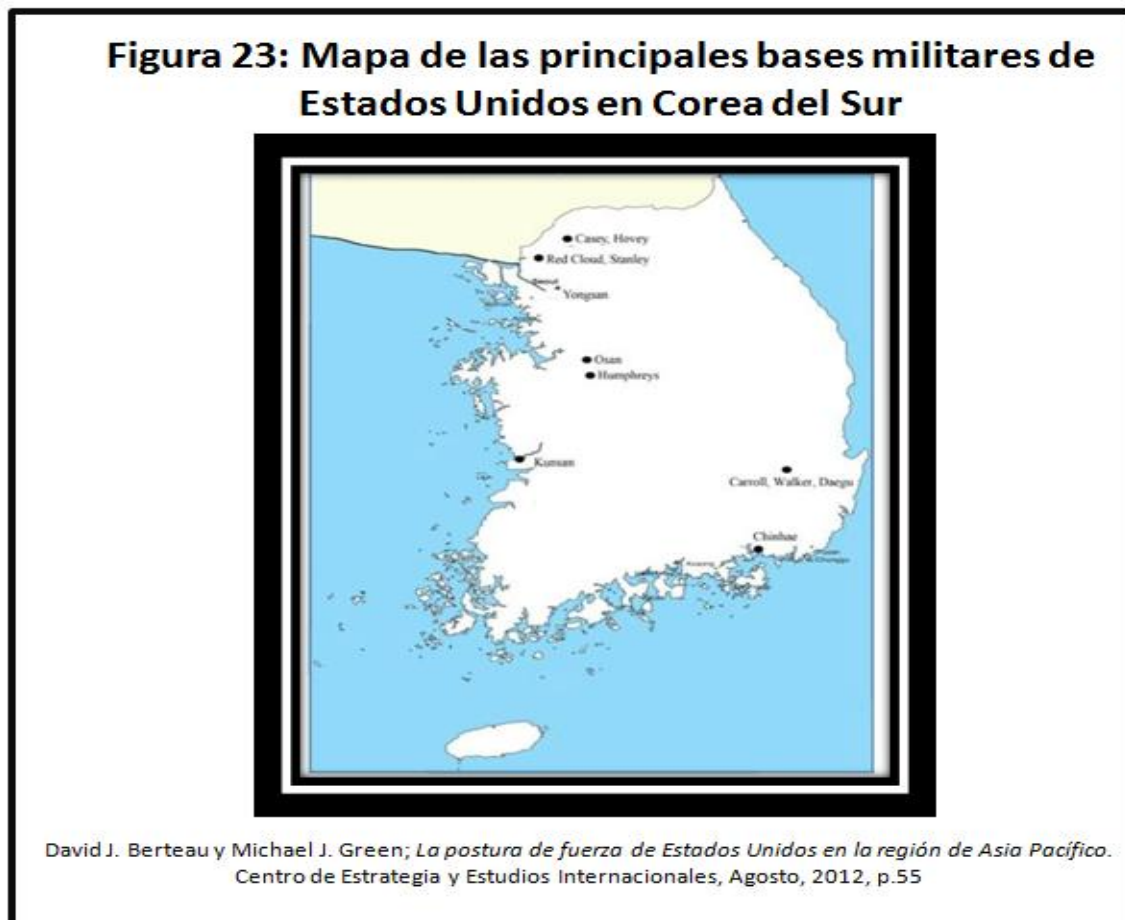 Figura 23: Mapa de las principales bases militares de
Estados Unidos en Corea del Sur
Casey, Hovey
Red Cloud, Stanley
Seoul
Yongsan
Osan
Humphreys
Kunsan
Carroll, Walker, Daegu
Chinhae
David J. Berteau y Michael J. Green; La postura de fuerza de Estados Unidos en la región de Asia Pacífico.
Centro de Estrategia y Estudios Internacionales, Agosto, 2012, p.55